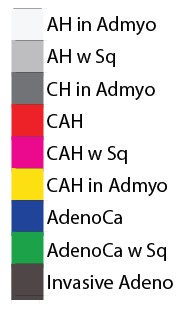 AH in Admyo
AH w Sq
CH in Admyo
CAH
CAH w Sq
CAH in Admyo
AdenoCa
AdenoCa w Sq
Invasive Adeno